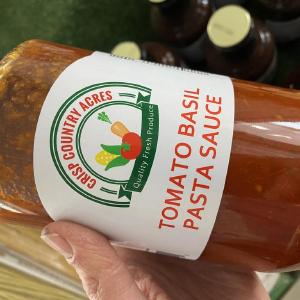 CRISP COUNTRY ACRES
Quality Fresh Produce
TOMATO BASIL
PASTA SAUCE